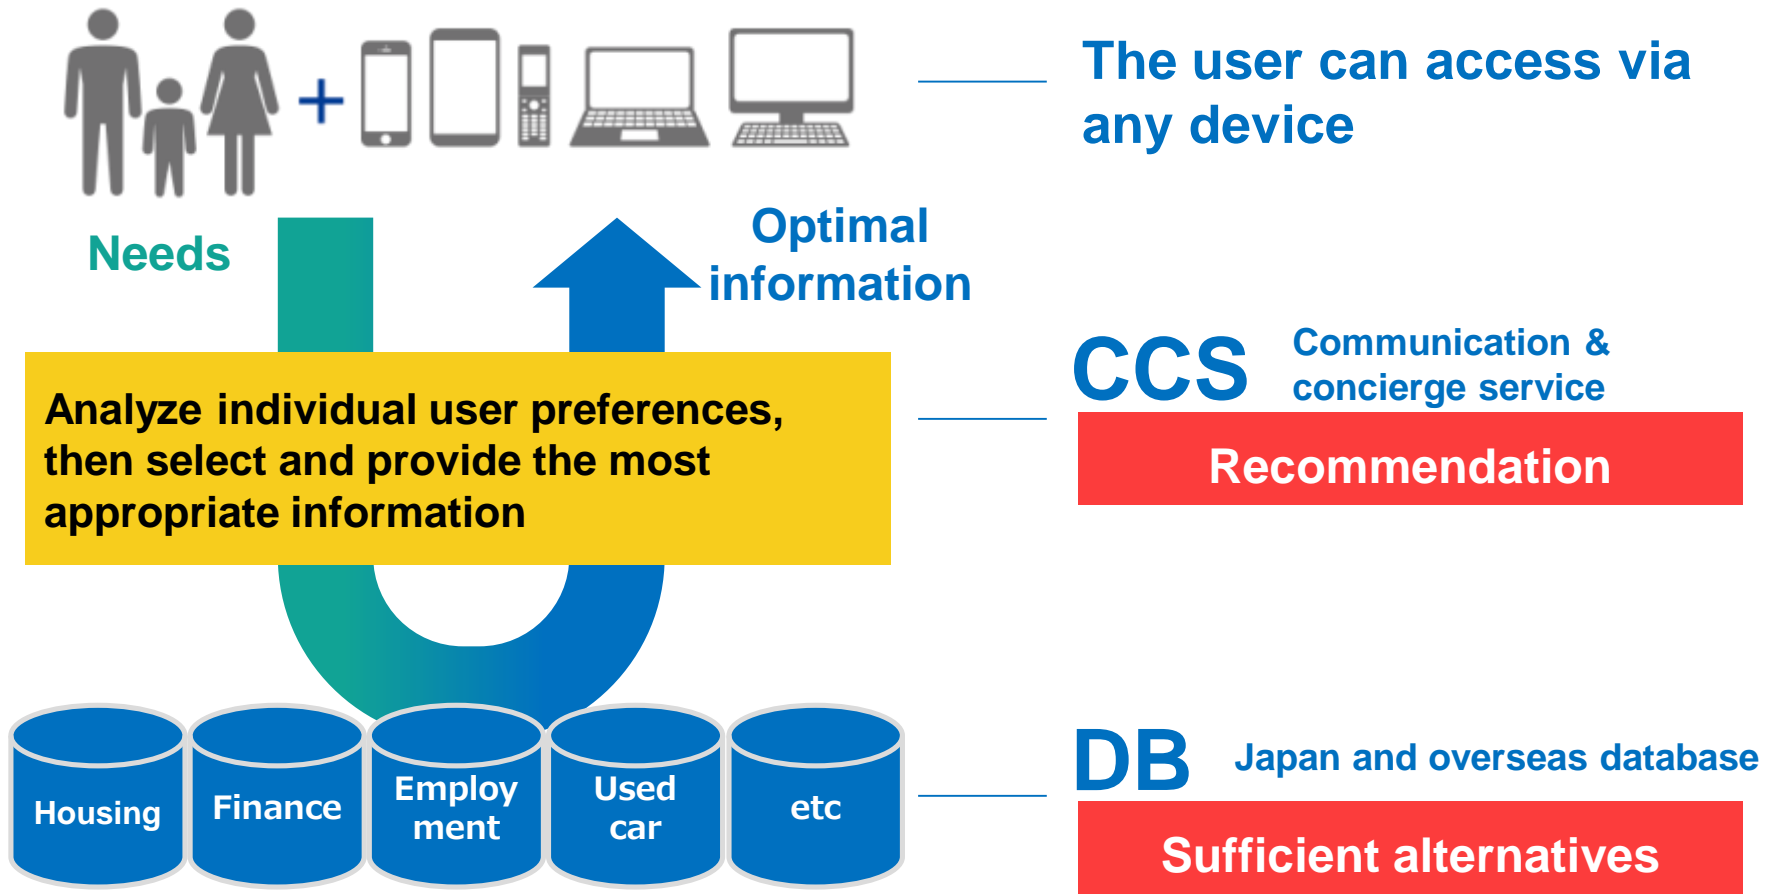 The user can access via
any device
Needs
Optimal
information
Analyze individual user preferences,
then select and provide the most
appropriate information
CCS
Communication &
concierge service
Recommendation
Housing
Finance
Employ
ment
Used
car
etc
DB
Japan and overseas database
Sufficient alternatives